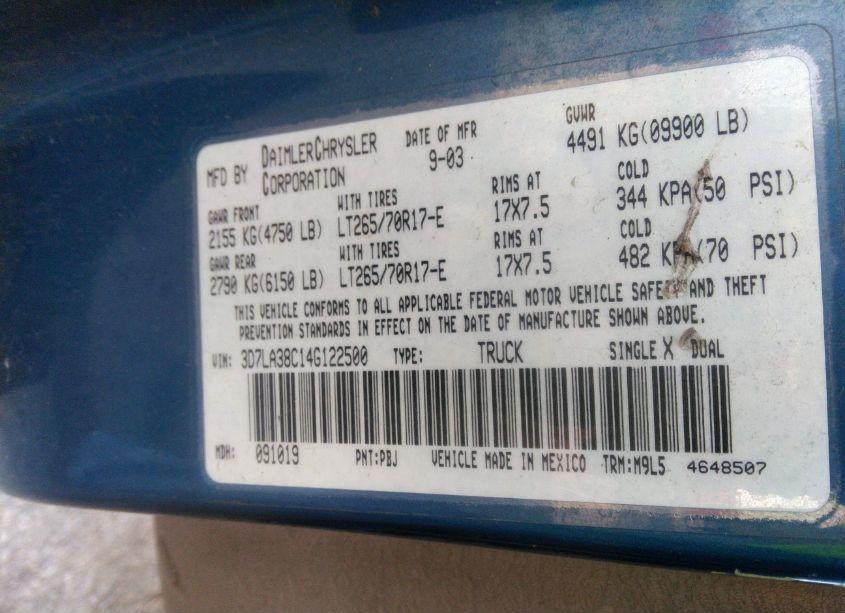 MFD BY DAIMLERCHRYSLER CORPORATION DATE OF MFR 9-03 GVWR 4491 KG(09900 LB)
GAWR FRONT WITH TIRES RIMS AT COLD
2155 KG(4750 LB) LT265/70R17-E 17X7.5 344 KPA(50 PSI)
GAWR REAR WITH TIRES RIMS AT COLD
2790 KG(6150 LB) LT265/70R17-E 17X7.5 482 KPA(70 PSI)
THIS VEHICLE CONFORMS TO ALL APPLICABLE FEDERAL MOTOR VEHICLE SAFETY AND THEFT
PREVENTION STANDARDS IN EFFECT ON THE DATE OF MANUFACTURE SHOWN ABOVE.
VIN: 3D7LA38C14G122500 TYPE: TRUCK SINGLE X DUAL
MDH: 091019 PNT:PBJ VEHICLE MADE IN MEXICO TRM:M9L5 4648507